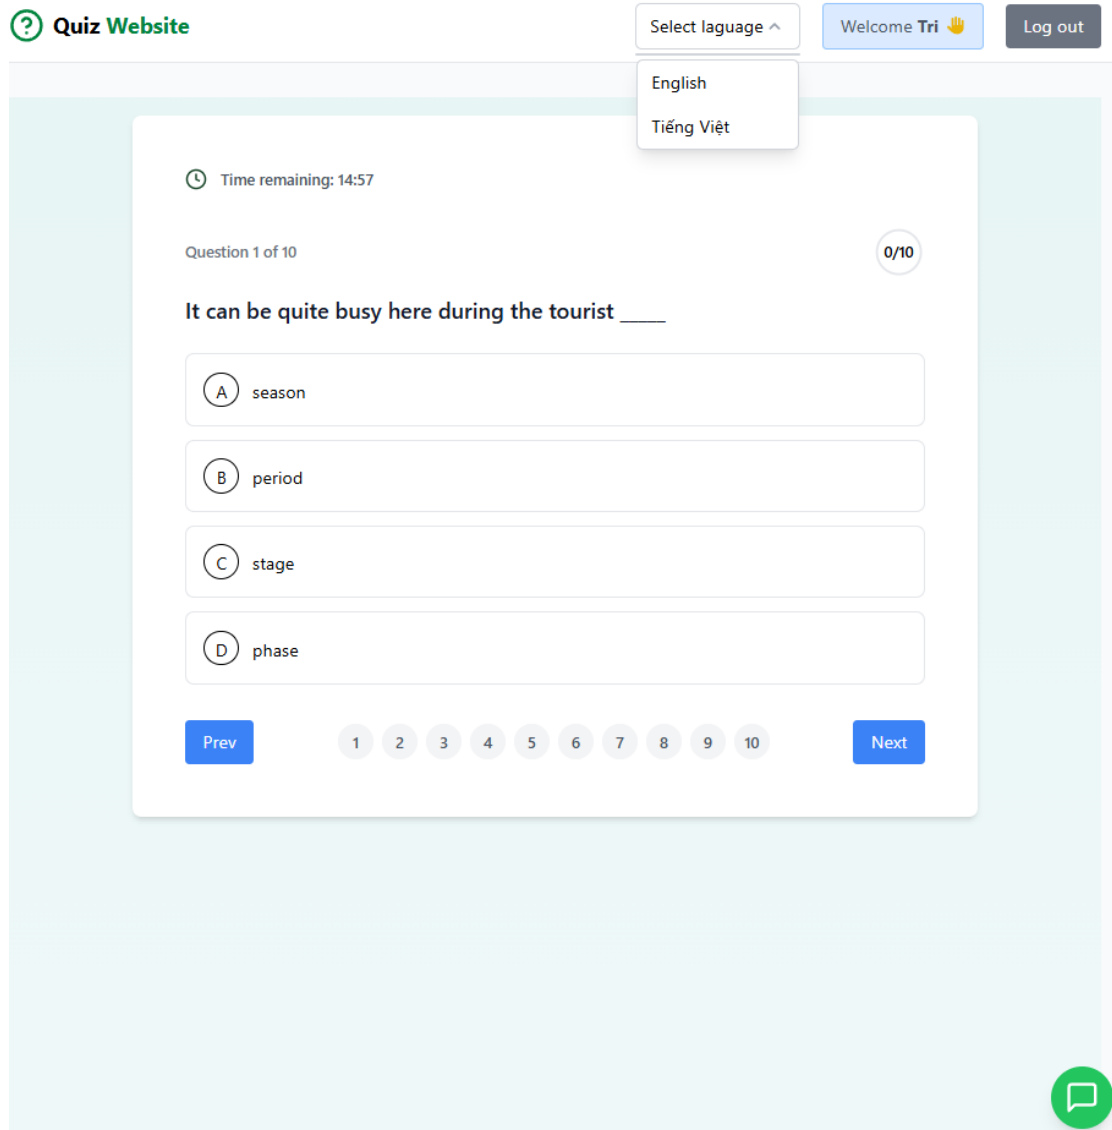 Quiz Website
Select laguage
Welcome Tri 👋
Log out
English
Tiếng Việt
Time remaining: 14:57
Question 1 of 10
0/10
It can be quite busy here during the tourist _____
A season
B period
C stage
D phase
Prev 1 2 3 4 5 6 7 8 9 10 Next